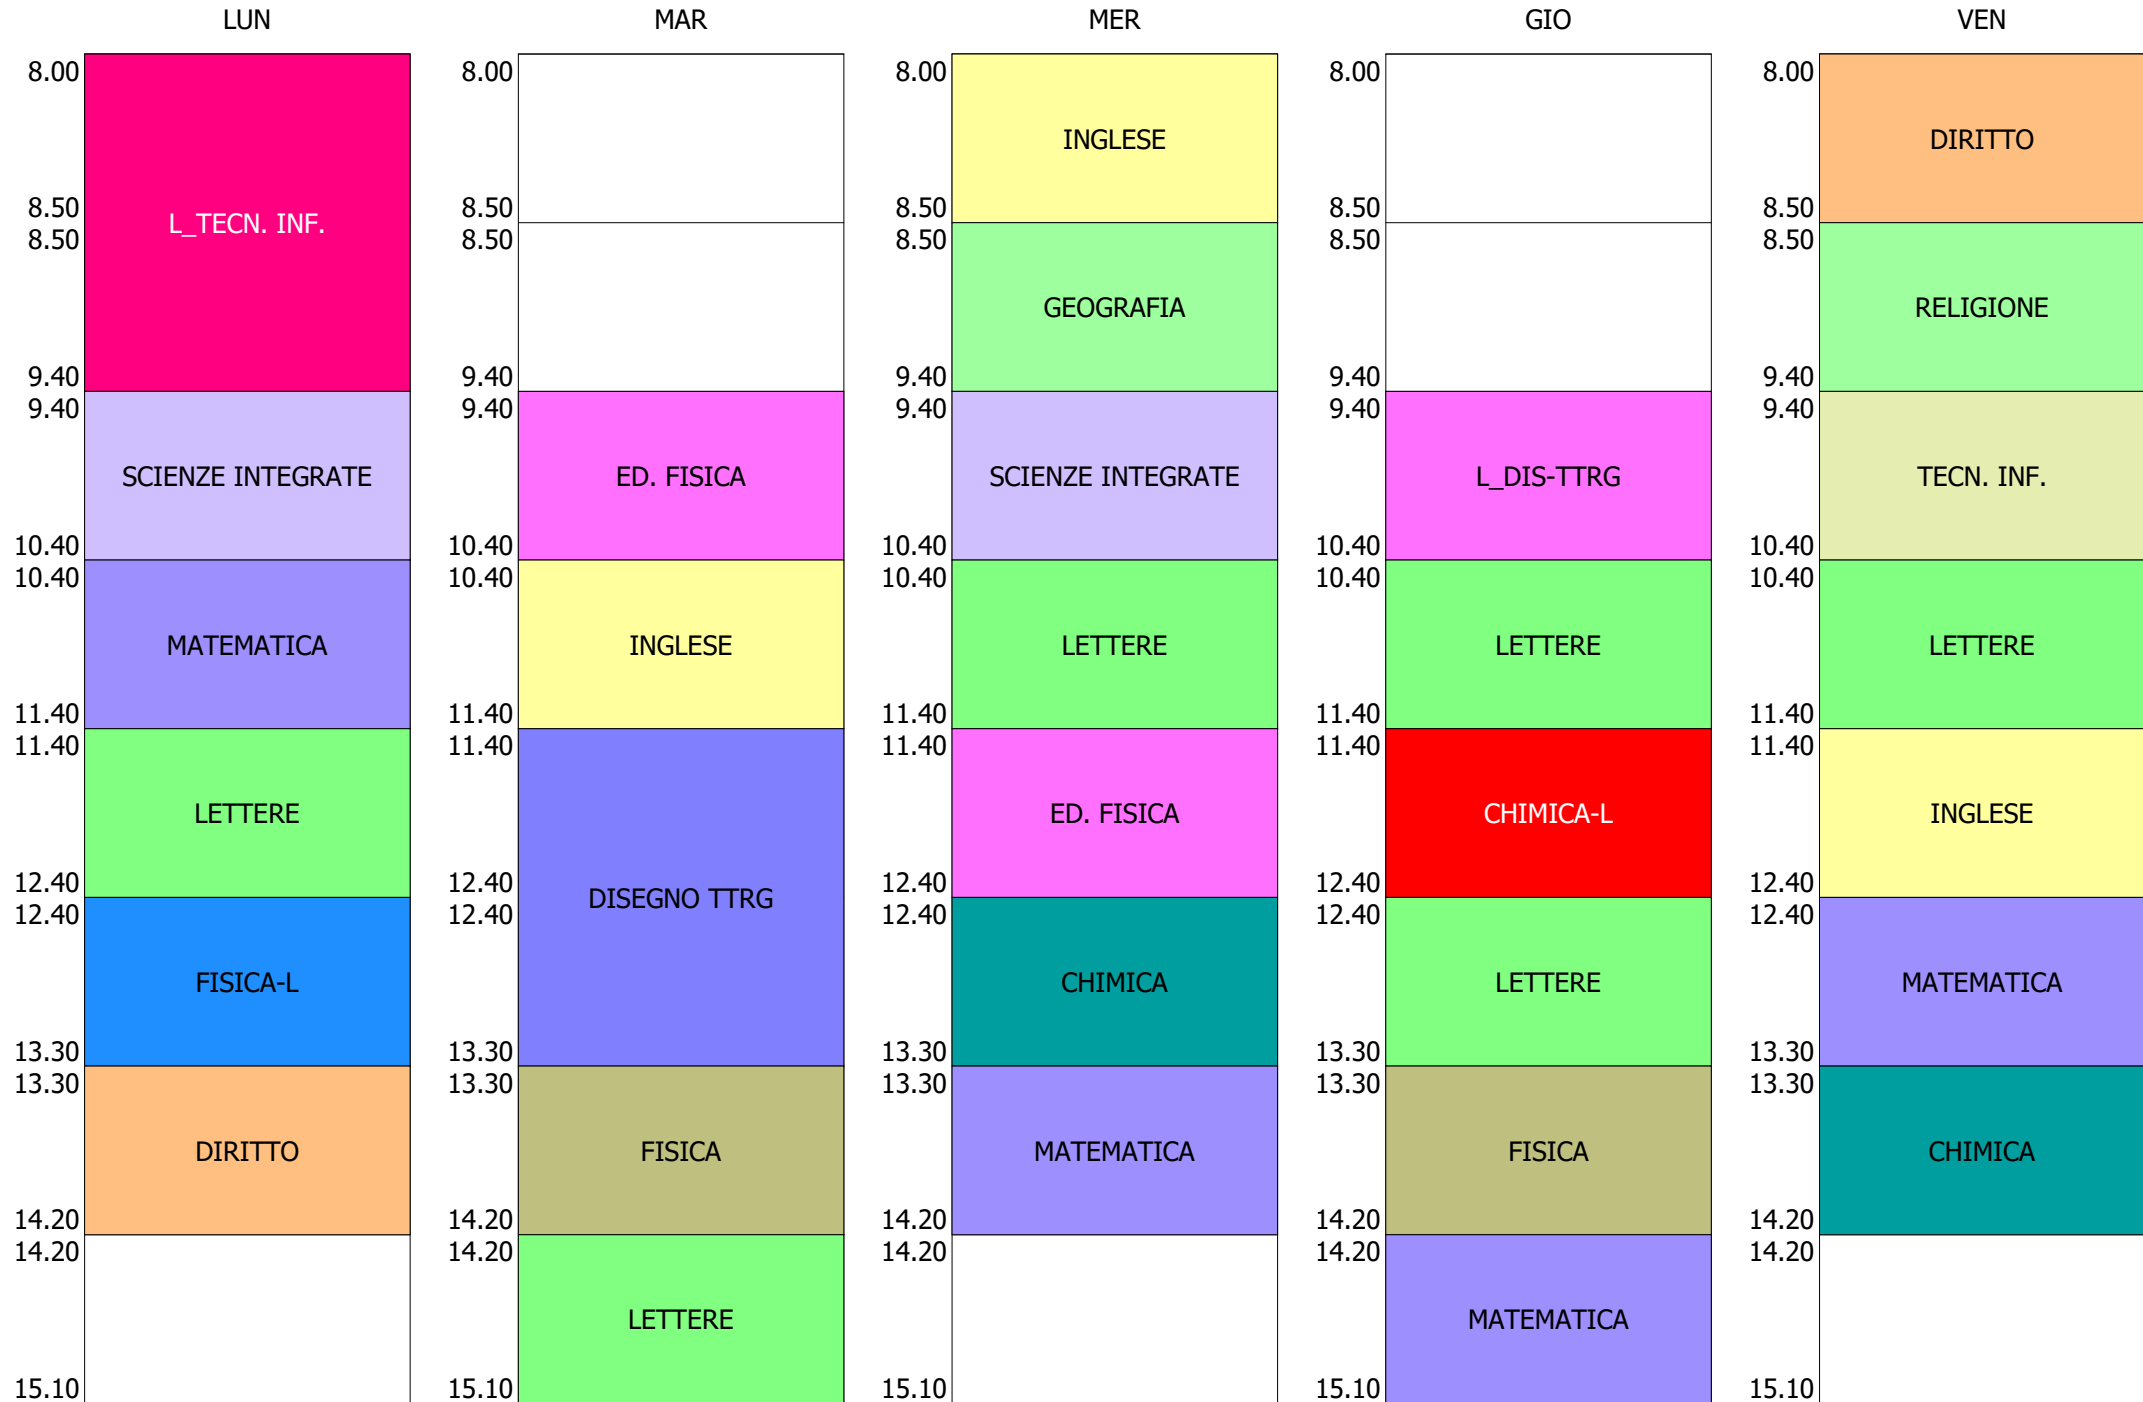 LUN MAR MER GIO VEN
8.00 8.00 8.00 8.00 8.00
INGLESE DIRITTO
8.50 8.50 8.50 8.50 8.50
L_TECN. INF.
8.50 8.50 8.50 8.50 8.50
GEOGRAFIA RELIGIONE
9.40 9.40 9.40 9.40 9.40
9.40 9.40 9.40 9.40 9.40
SCIENZE INTEGRATE ED. FISICA SCIENZE INTEGRATE L_DIS-TTRG TECN. INF.
10.40 10.40 10.40 10.40 10.40
10.40 10.40 10.40 10.40 10.40
MATEMATICA INGLESE LETTERE LETTERE LETTERE
11.40 11.40 11.40 11.40 11.40
11.40 11.40 11.40 11.40 11.40
LETTERE ED. FISICA CHIMICA-L INGLESE
12.40 12.40 12.40 12.40 12.40
DISEGNO TTRG
12.40 12.40 12.40 12.40 12.40
FISICA-L CHIMICA LETTERE MATEMATICA
13.30 13.30 13.30 13.30 13.30
13.30 13.30 13.30 13.30 13.30
DIRITTO FISICA MATEMATICA FISICA CHIMICA
14.20 14.20 14.20 14.20 14.20
14.20 14.20 14.20 14.20 14.20
LETTERE MATEMATICA
15.10 15.10 15.10 15.10 15.10